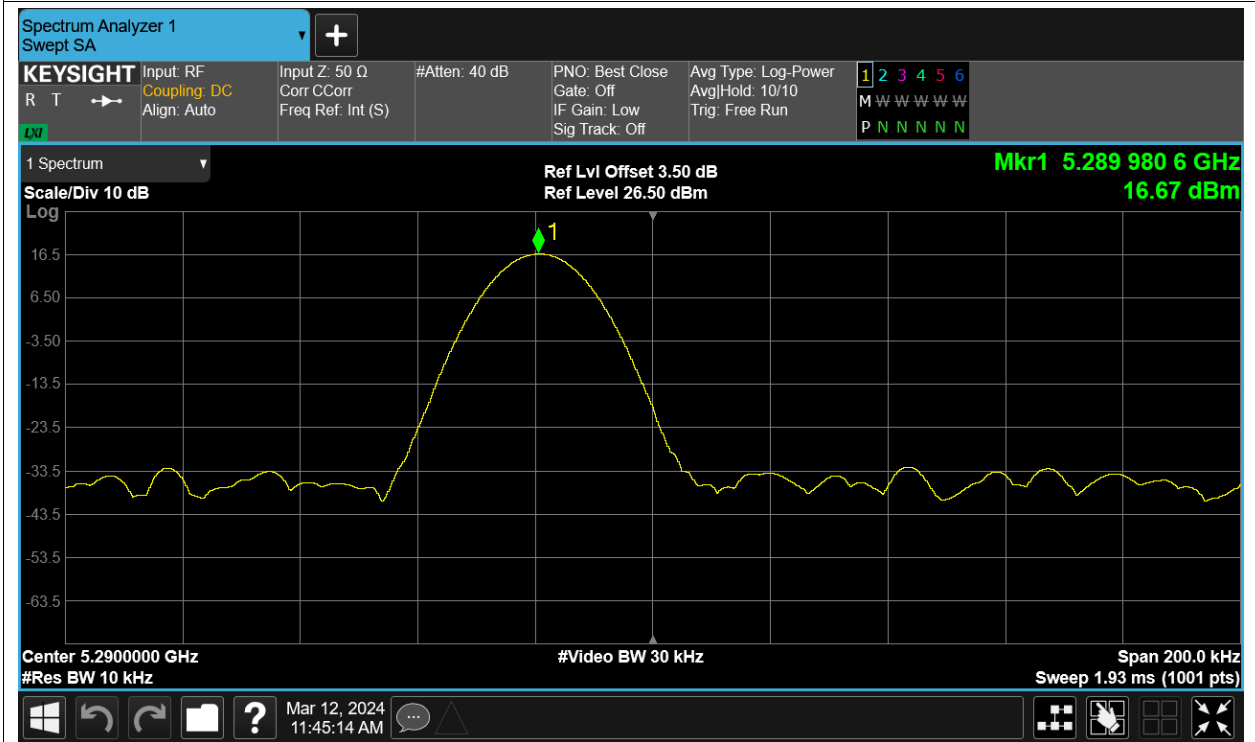 Spectrum Analyzer 1
Swept SA
KEYSIGHT
R T
LXI
Input: RF
Coupling: DC
Align: Auto
Input Z: 50 Ω
Corr CCorr
Freq Ref: Int (S)
#Atten: 40 dB
PNO: Best Close
Gate: Off
IF Gain: Low
Sig Track: Off
Avg Type: Log-Power
Avg|Hold: 10/10
Trig: Free Run
1 2 3 4 5 6
M W W W W W
P N N N N N
1 Spectrum
Scale/Div 10 dB
Log
Ref Lvl Offset 3.50 dB
Ref Level 26.50 dBm
Mkr1 5.289 980 6 GHz
16.67 dBm
1
16.5
6.50
-3.50
-13.5
-23.5
-33.5
-43.5
-53.5
-63.5
Center 5.2900000 GHz
#Res BW 10 kHz
#Video BW 30 kHz
Span 200.0 kHz
Sweep 1.93 ms (1001 pts)
?
Mar 12, 2024
11:45:14 AM